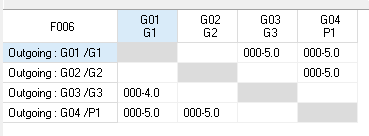 F006 G01 G02 G03 G04
G1 G2 G3 P1
Outgoing : G01 /G1 000-5.0 000-5.0
Outgoing : G02 /G2 000-5.0
Outgoing : G03 /G3 000-4.0
Outgoing : G04 /P1 000-5.0 000-5.0